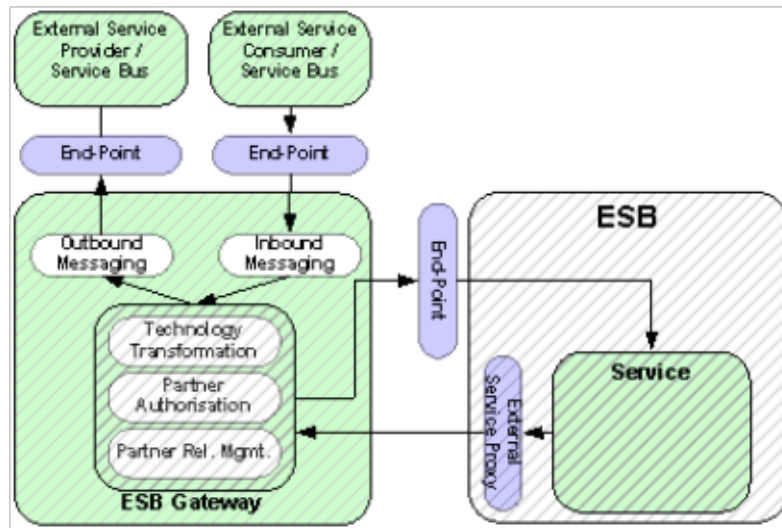 External Service
Provider /
Service Bus
External Service
Consumer /
Service Bus
End-Point
End-Point
Outbound
Messaging
Inbound
Messaging
Technology
Transformation
Partner
Authorisation
Partner Rel. Mgmt.
ESB Gateway
End-Point
ESB
External
Service Proxy
Service